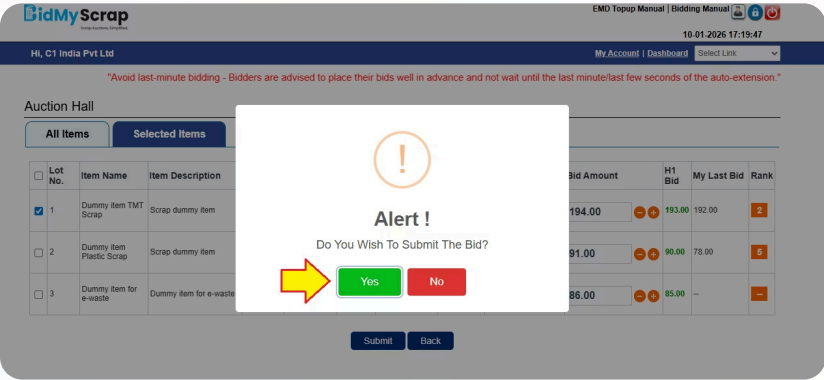 BidMyScrap
EMD Topup Manual | Bidding Manual
10-01-2026 17:19:47
Hi, C1 India Pvt Ltd
My Account | Dashboard Select Link
"Avoid last-minute bidding - Bidders are advised to place their bids well in advance and not wait until the last minute/last few seconds of the auto-extension."
Auction Hall
All Items Selected Items
Lot No. Item Name Item Description Bid Amount H1 Bid My Last Bid Rank
1 Dummy item TMT Scrap Scrap dummy item 194.00 193.00 192.00 2
2 Dummy item Plastic Scrap Scrap dummy item 91.00 90.00 78.00 5
3 Dummy item for e-waste Dummy item for e-waste 86.00 85.00 -- --
!
Alert !
Do You Wish To Submit The Bid?
Yes No
Submit Back